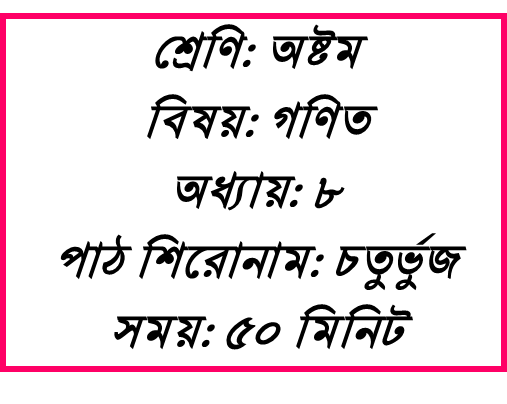 শ্রেণি: অষ্টম
বিষয়: গণিত
অধ্যায়: ৮
পাঠ শিরোনাম: চতুর্ভুজ
সময়: ৫০ মিনিট